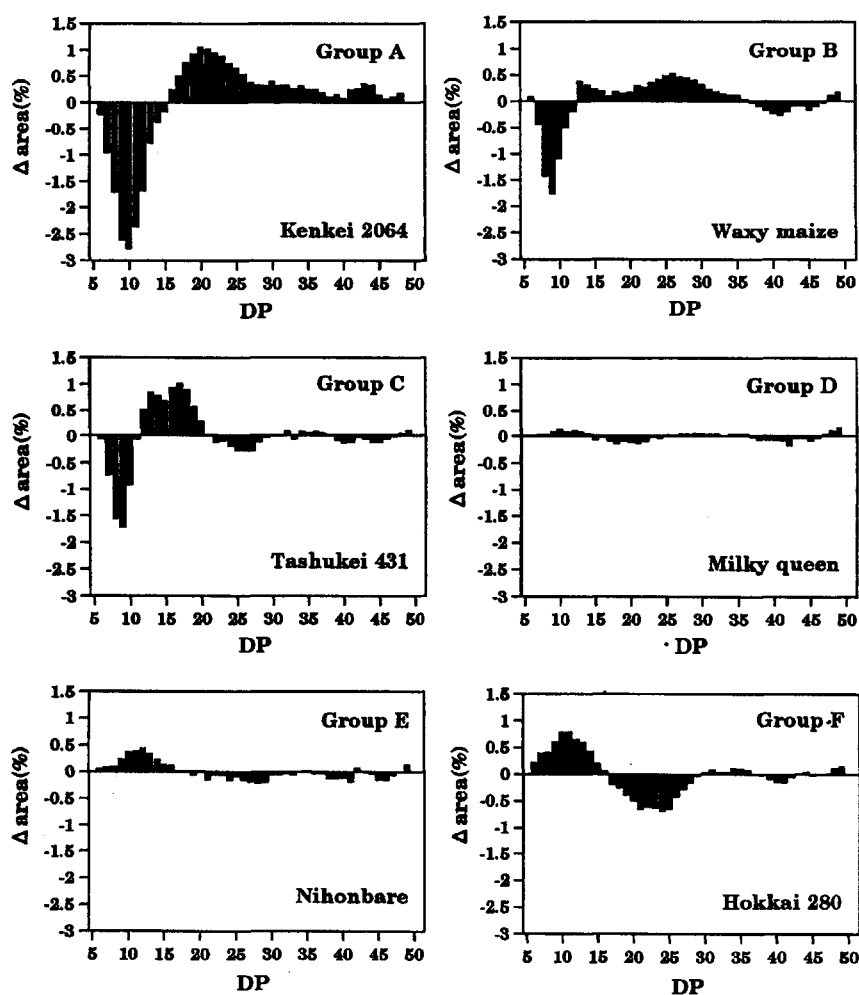 1.5
1
0.5
0
-0.5
-1
-1.5
-2
-2.5
-3
Δ area(%)
Group A
Kenkei 2064
5 10 15 20 25 30 35 40 45 50
DP
1.5
1
0.5
0
-0.5
-1
-1.5
-2
-2.5
-3
Δ area(%)
Group B
Waxy maize
5 10 15 20 25 30 35 40 45 50
DP
1.5
1
0.5
0
-0.5
-1
-1.5
-2
-2.5
-3
Δ area(%)
Group C
Tashukei 431
5 10 15 20 25 30 35 40 45 50
DP
1.5
1
0.5
0
-0.5
-1
-1.5
-2
-2.5
-3
Δ area(%)
Group D
Milky queen
5 10 15 20 25 30 35 40 45 50
DP
1.5
1
0.5
0
-0.5
-1
-1.5
-2
-2.5
-3
Δ area(%)
Group E
Nihonbare
5 10 15 20 25 30 35 40 45 50
DP
1.5
1
0.5
0
-0.5
-1
-1.5
-2
-2.5
-3
Δ area(%)
Group F
Hokkai 280
5 10 15 20 25 30 35 40 45 50
DP